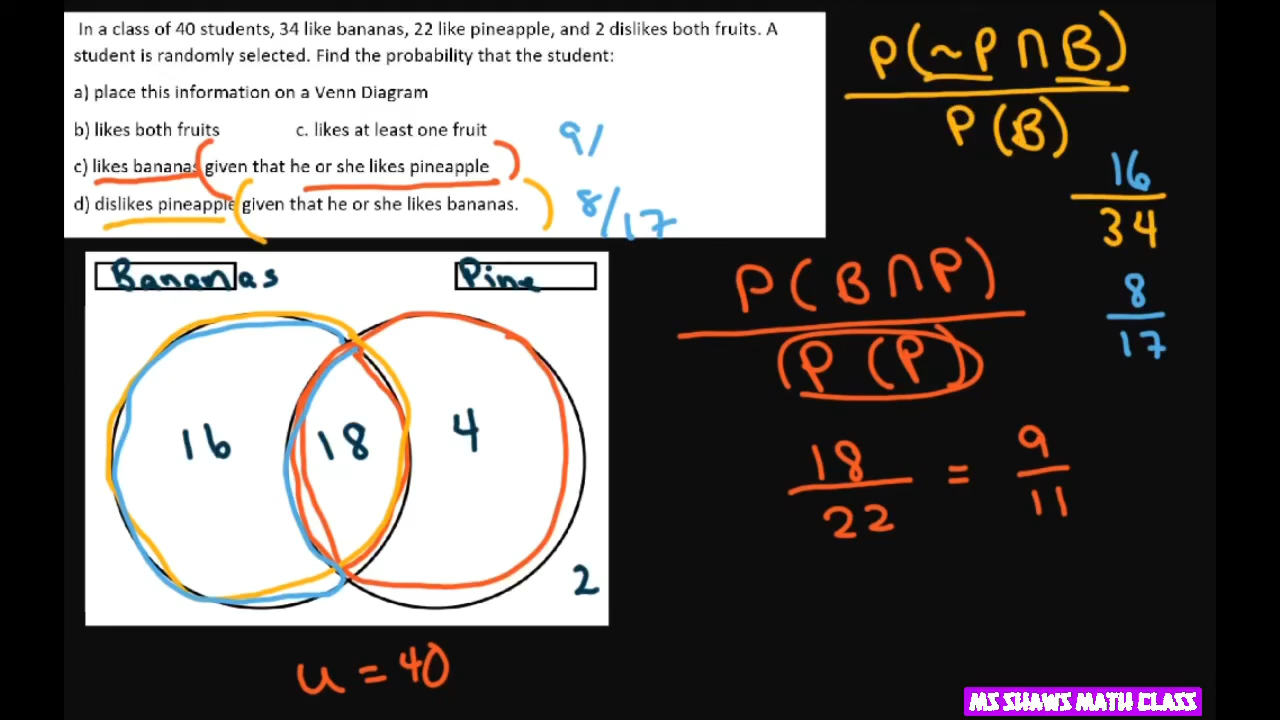 In a class of 40 students, 34 like bananas, 22 like pineapple, and 2 dislikes both fruits. A
student is randomly selected. Find the probability that the student:
a) place this information on a Venn Diagram
b) likes both fruits c. likes at least one fruit
c) likes bananas given that he or she likes pineapple
d) dislikes pineapple given that he or she likes bananas.
9/
8/17
P(~P∩B)
P(B)
16
34
8
17
P(B∩P)
P(P)
18
22
=
9
11
Bananas
Pine
16
18
4
2
u = 40
MS SHAWS MATH CLASS